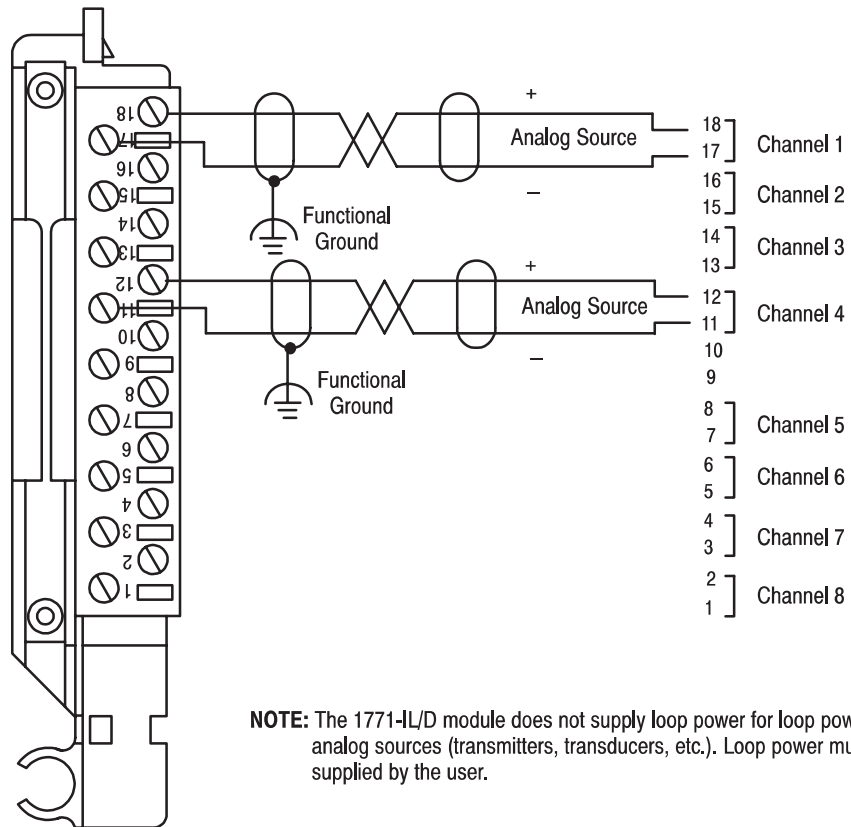 18
17
16
15
14
13
12
11
10
9
8
7
6
5
4
3
2
1
+
Analog Source
–
Functional
Ground
+
Analog Source
–
Functional
Ground
18
17
Channel 1
16
15
Channel 2
14
13
Channel 3
12
11
Channel 4
10
9
8
7
Channel 5
6
5
Channel 6
4
3
Channel 7
2
1
Channel 8
NOTE: The 1771-IL/D module does not supply loop power for loop pow
analog sources (transmitters, transducers, etc.). Loop power mu
supplied by the user.